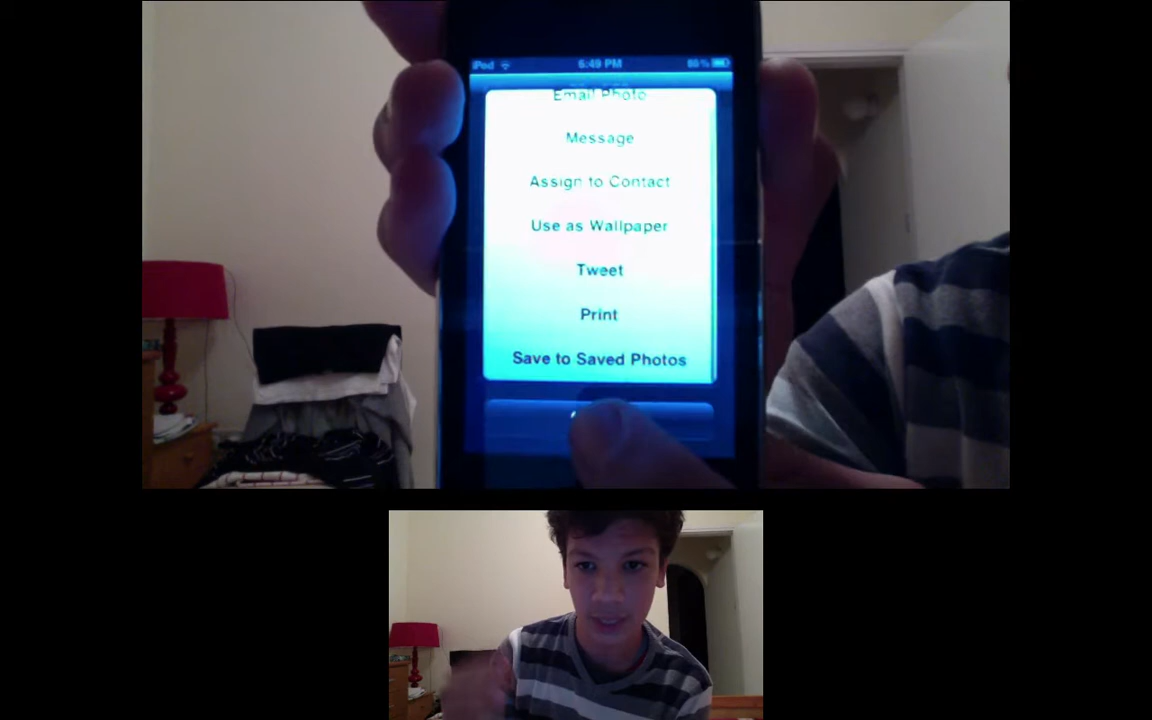 iPod 6:49 PM 86%
Email Photo
Message
Assign to Contact
Use as Wallpaper
Tweet
Print
Save to Saved Photos